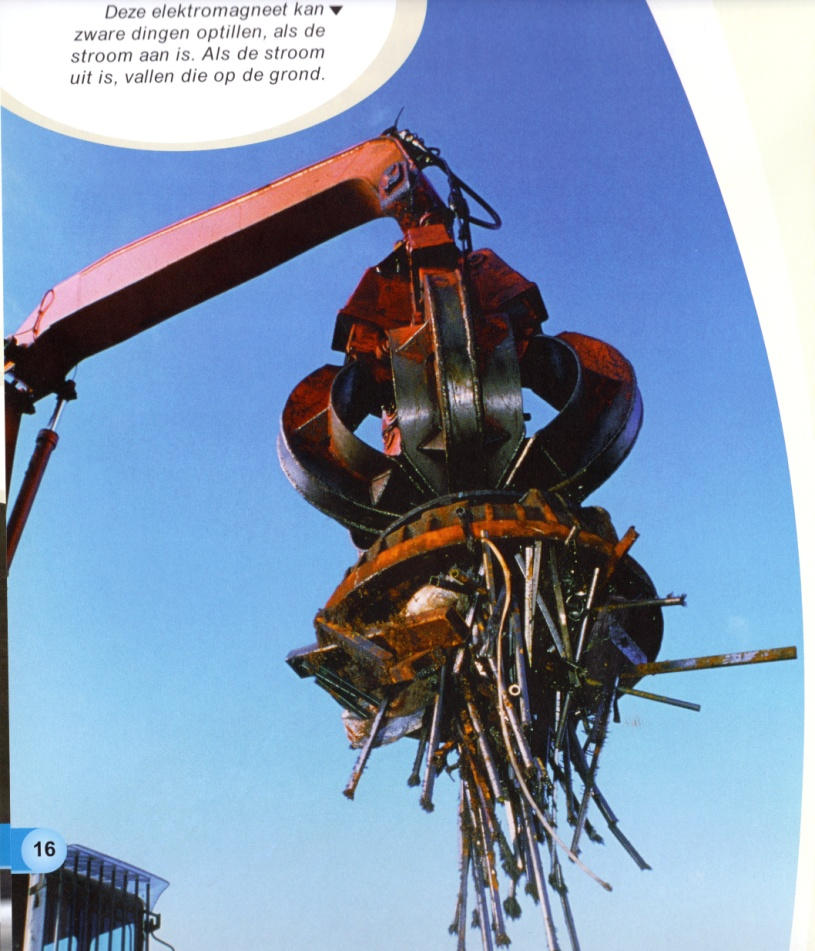 Deze elektromagneet kan ▼
zware dingen optillen, als de
stroom aan is. Als de stroom
uit is, vallen die op de grond.
16